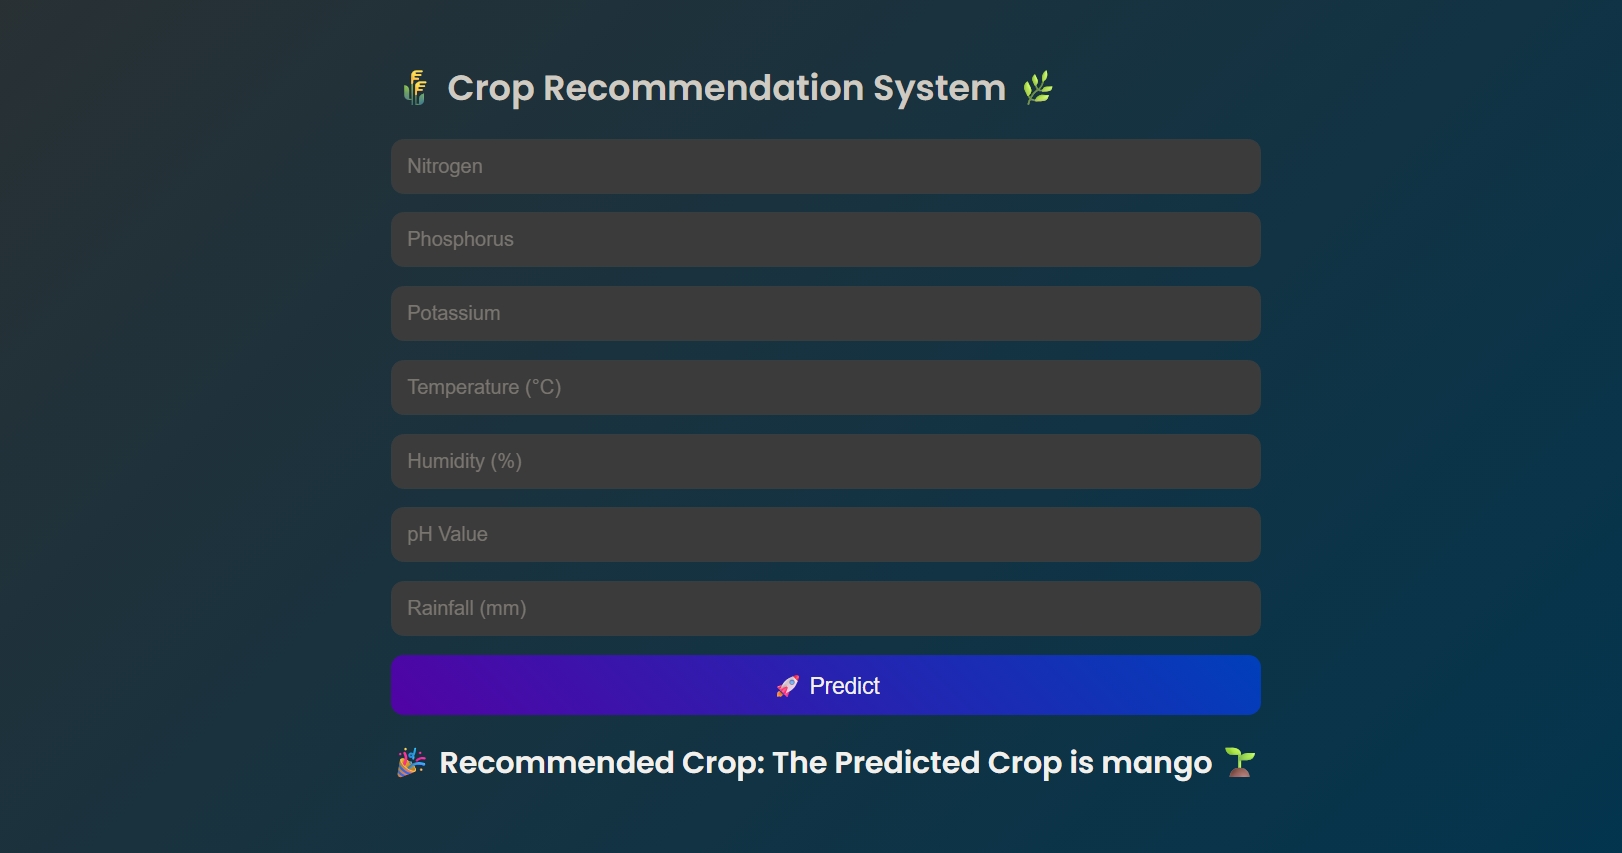 🌾 Crop Recommendation System 🌿
Nitrogen
Phosphorus
Potassium
Temperature (°C)
Humidity (%)
pH Value
Rainfall (mm)
🚀 Predict
🎉 Recommended Crop: The Predicted Crop is mango 🌱